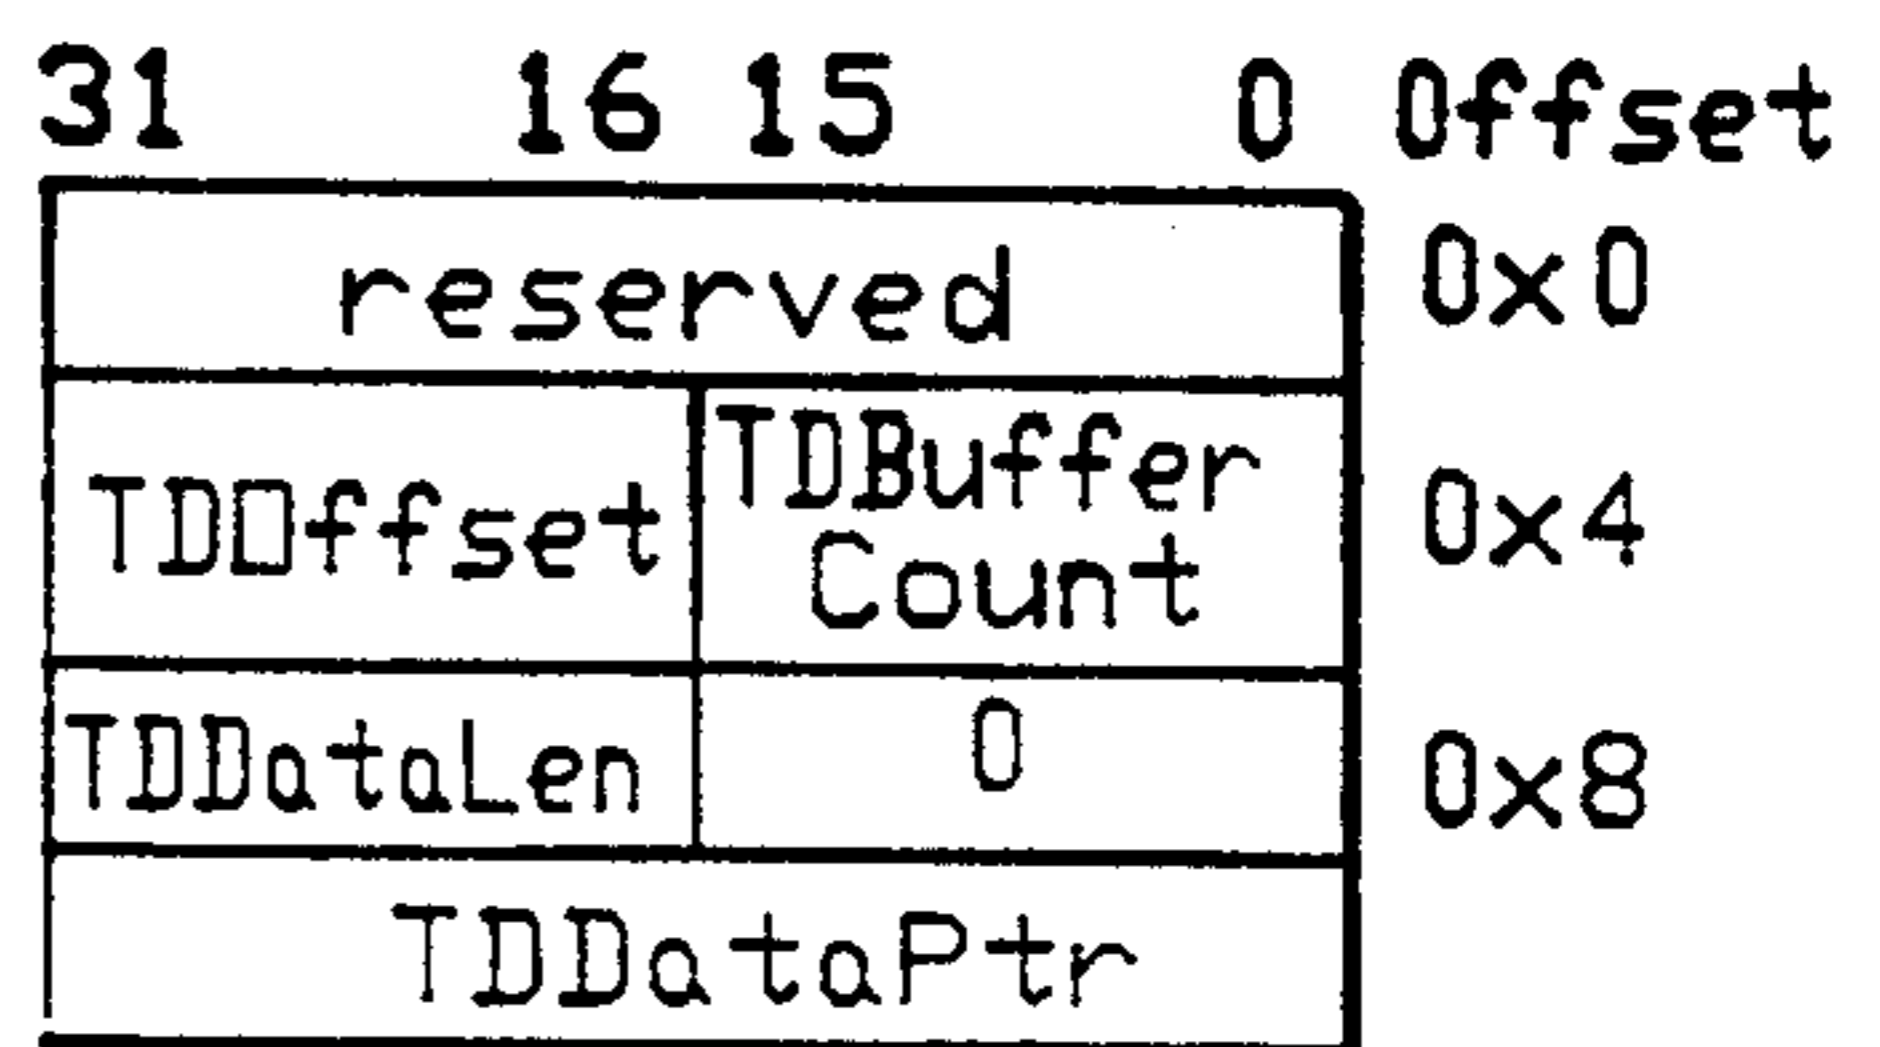 31 16 15 0 Offset
reserved 0x0
TDOffset TDBuffer Count 0x4
TDDataLen 0 0x8
TDDataPtr